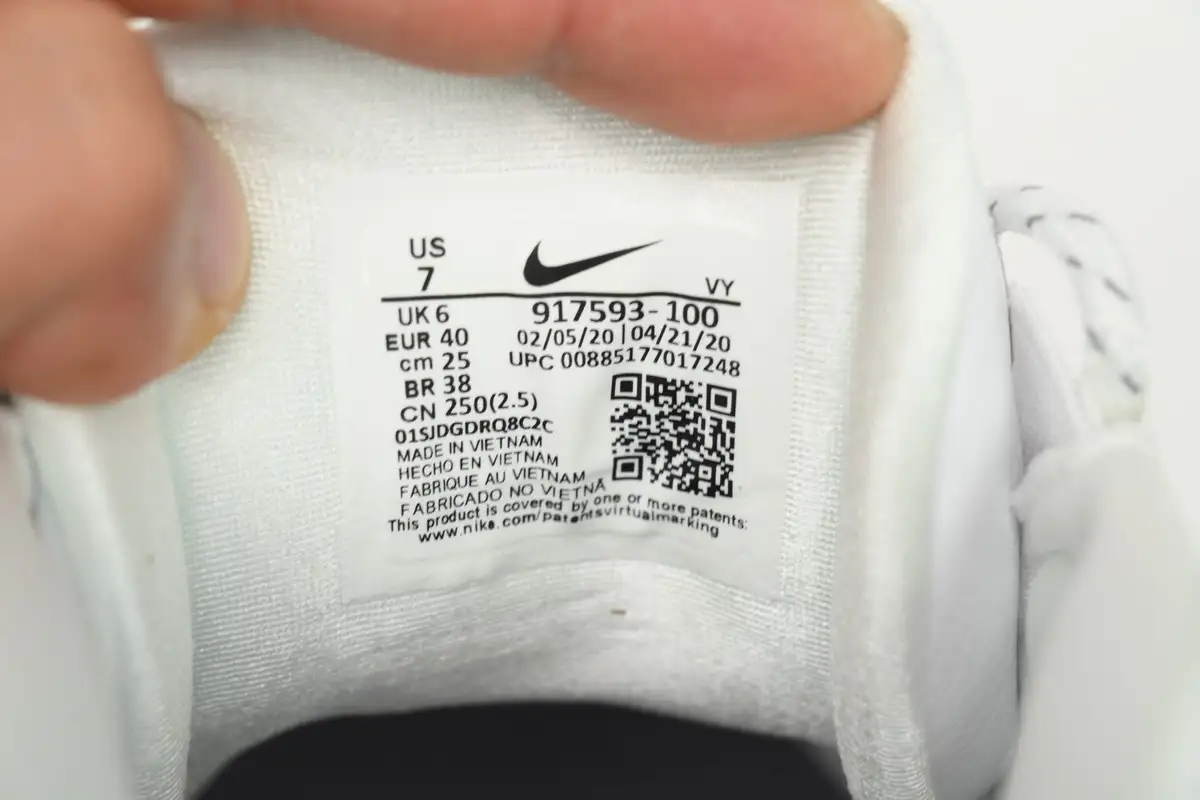 US
7
VY
UK 6
917593-100
EUR 40
02/05/20 | 04/21/20
cm 25
UPC 00885177017248
BR 38
CN 250(2.5)
01SJDGDRQ8C2C
MADE IN VIETNAM
HECHO EN VIETNAM
FABRIQUE AU VIETNAM
FABRICADO NO VIETNÃ
This product is covered by one or more patents:
www.nike.com/patentsvirtualmarking